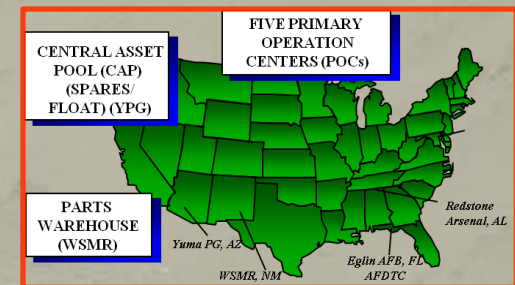 FIVE PRIMARY
OPERATION
CENTERS (POCs)
CENTRAL ASSET
POOL (CAP)
(SPARES/
FLOAT) (YPG)
PARTS
WAREHOUSE
(WSMR)
Yuma PG, AZ
WSMR, NM
Eglin AFB, FL
AFDTC
Redstone
Arsenal, AL